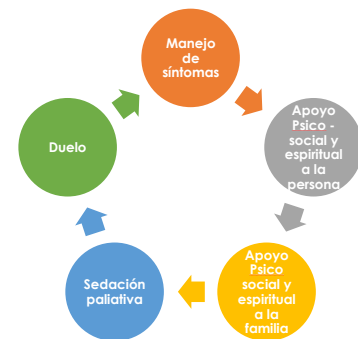 Manejo
de
síntomas
Apoyo
Psico -
social y
espiritual
a la
persona
Apoyo
Psico
social y
espiritual
a la
familia
Sedación
paliativa
Duelo